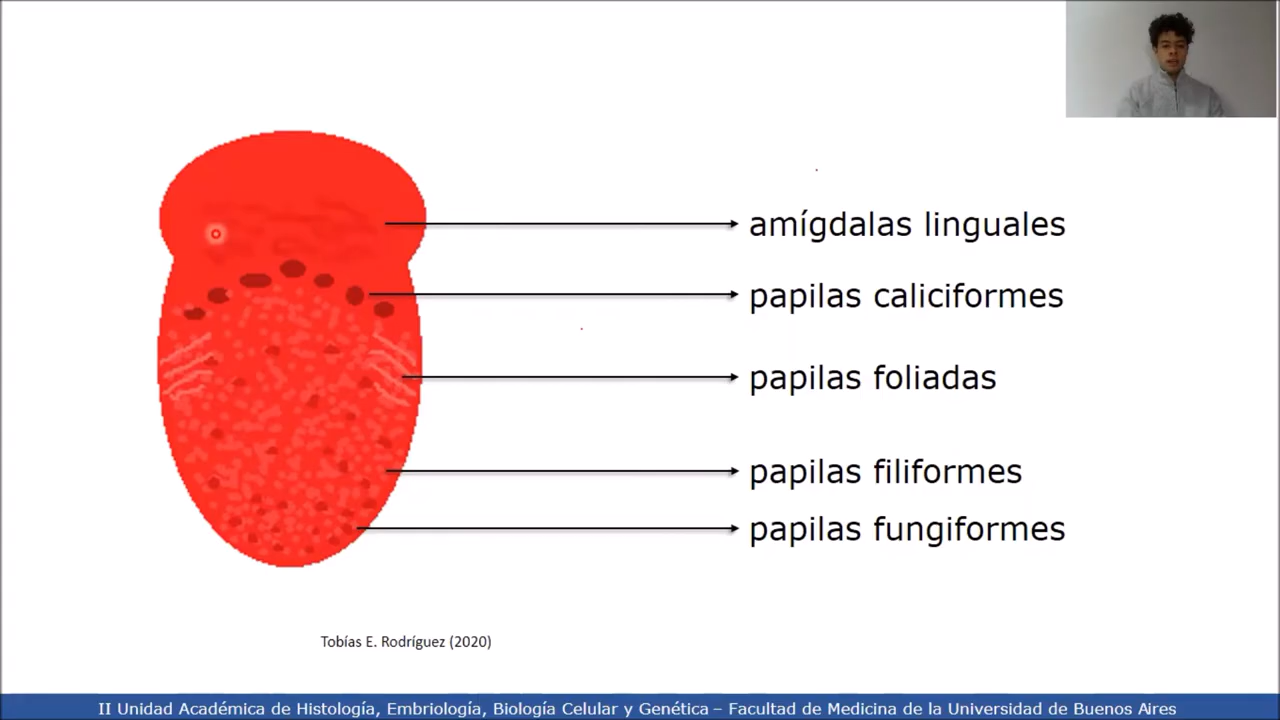 amígdalas linguales
papilas caliciformes
papilas foliadas
papilas filiformes
papilas fungiformes
Tobías E. Rodríguez (2020)
II Unidad Académica de Histología, Embriología, Biología Celular y Genética – Facultad de Medicina de la Universidad de Buenos Aires